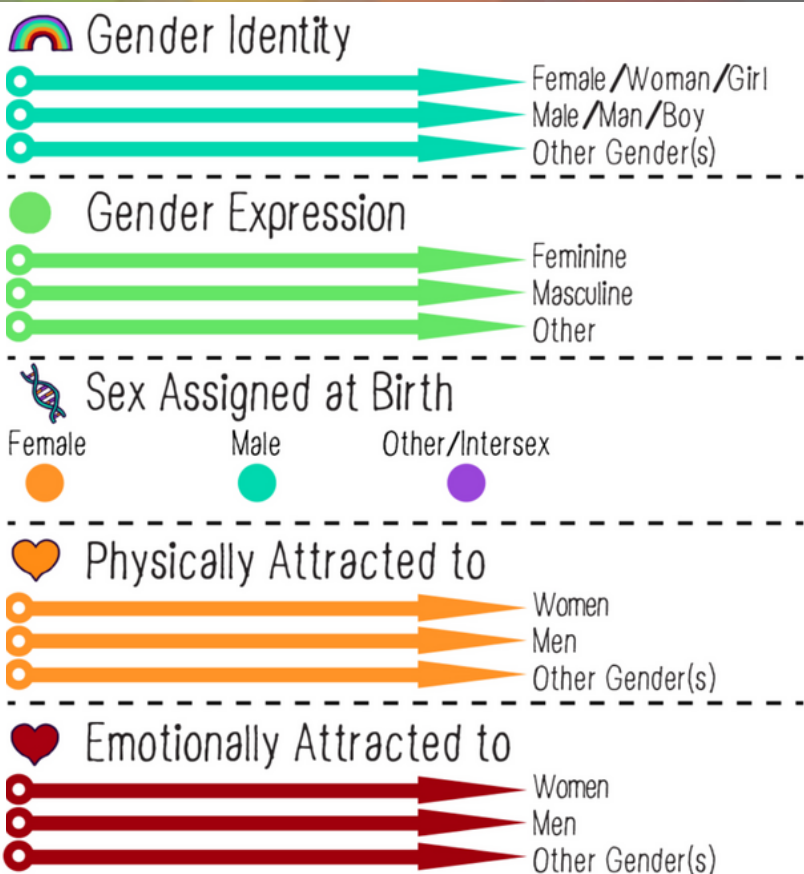 Gender Identity
Female/Woman/Girl
Male/Man/Boy
Other Gender(s)
Gender Expression
Feminine
Masculine
Other
Sex Assigned at Birth
Female Male Other/Intersex
Physically Attracted to
Women
Men
Other Gender(s)
Emotionally Attracted to
Women
Men
Other Gender(s)